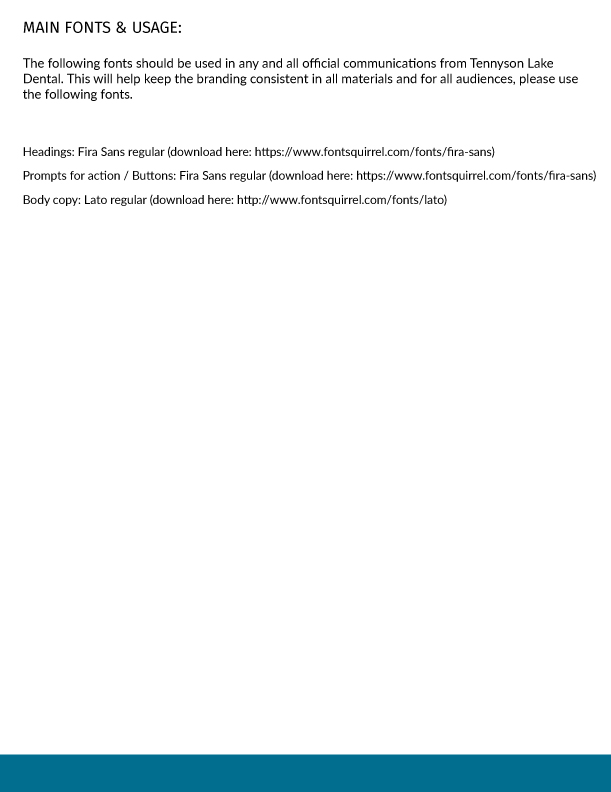 MAIN FONTS & USAGE:
The following fonts should be used in any and all official communications from Tennyson Lake
Dental. This will help keep the branding consistent in all materials and for all audiences, please use
the following fonts.
Headings: Fira Sans regular (download here: https://www.fontsquirrel.com/fonts/fira-sans)
Prompts for action / Buttons: Fira Sans regular (download here: https://www.fontsquirrel.com/fonts/fira-sans)
Body copy: Lato regular (download here: http://www.fontsquirrel.com/fonts/lato)